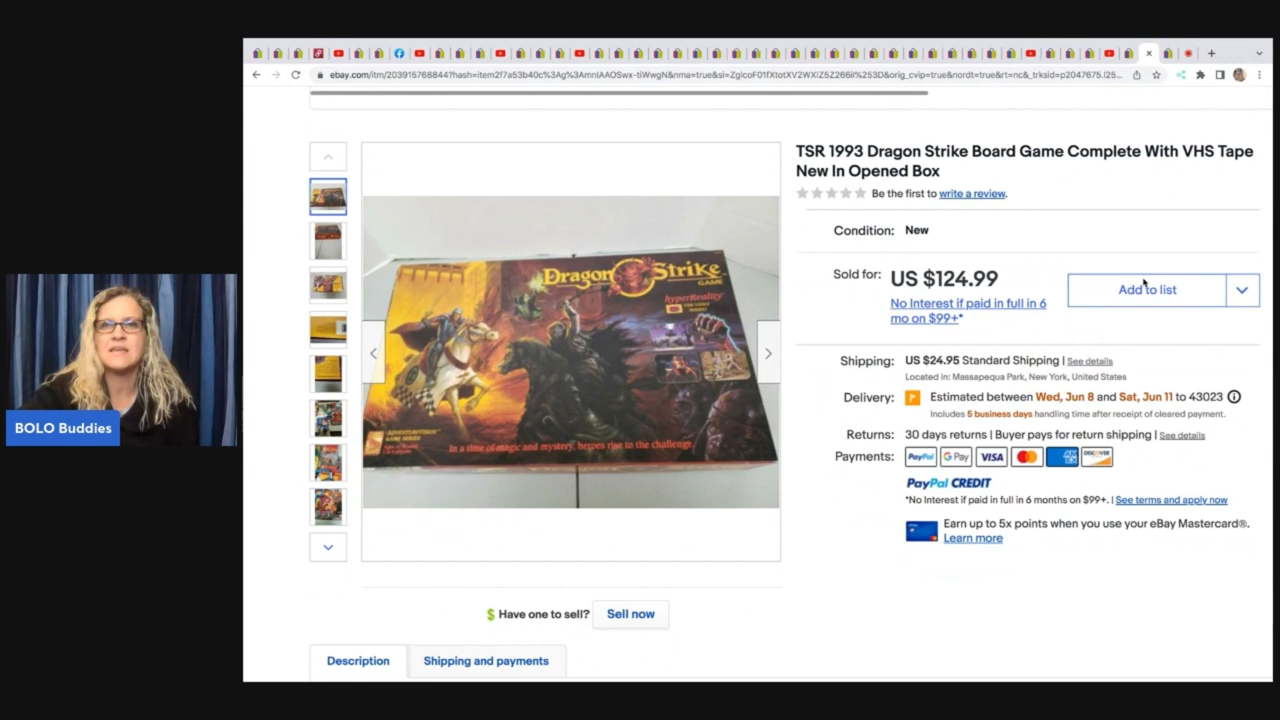 ebay.com/itm/203915768844?hash=item2f7a53b40c%3Ag%3AmnIAAOSwx-tiWwgN&nma=true&si=ZglcoF01fXtotXV2WXlZ5Z266iI%253D&orig_cvip=true&nordt=true&rt=nc&_trksid=p2047675.l25...
TSR 1993 Dragon Strike Board Game Complete With VHS Tape
New In Opened Box
Be the first to write a review.
Condition: New
Sold for: US $124.99
Add to list
No Interest if paid in full in 6
mo on $99+*
Shipping: US $24.95 Standard Shipping | See details
Located in: Massapequa Park, New York, United States
Delivery: Estimated between Wed, Jun 8 and Sat, Jun 11 to 43023
Includes 5 business days handling time after receipt of cleared payment.
Returns: 30 days returns | Buyer pays for return shipping | See details
Payments: PayPal G Pay VISA DISCOVER
PayPal CREDIT
*No Interest if paid in full in 6 months on $99+. | See terms and apply now
Earn up to 5x points when you use your eBay Mastercard®.
Learn more
Dragon Strike
GAME
hyperReality
In a time of magic and mystery, heroes rise to the challenge.
BOLO Buddies
$ Have one to sell? Sell now
Description
Shipping and payments